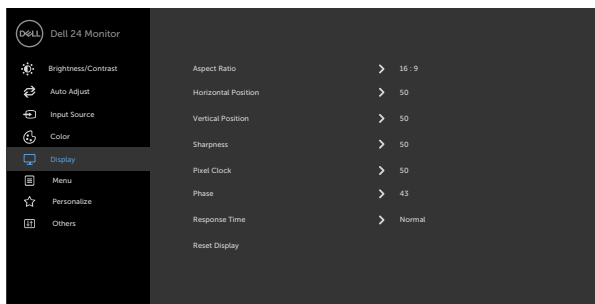 DELL Dell 24 Monitor
Brightness/Contrast
Auto Adjust
Input Source
Color
Display
Menu
Personalize
Others
Aspect Ratio 16 : 9
Horizontal Position 50
Vertical Position 50
Sharpness 50
Pixel Clock 50
Phase 43
Response Time Normal
Reset Display